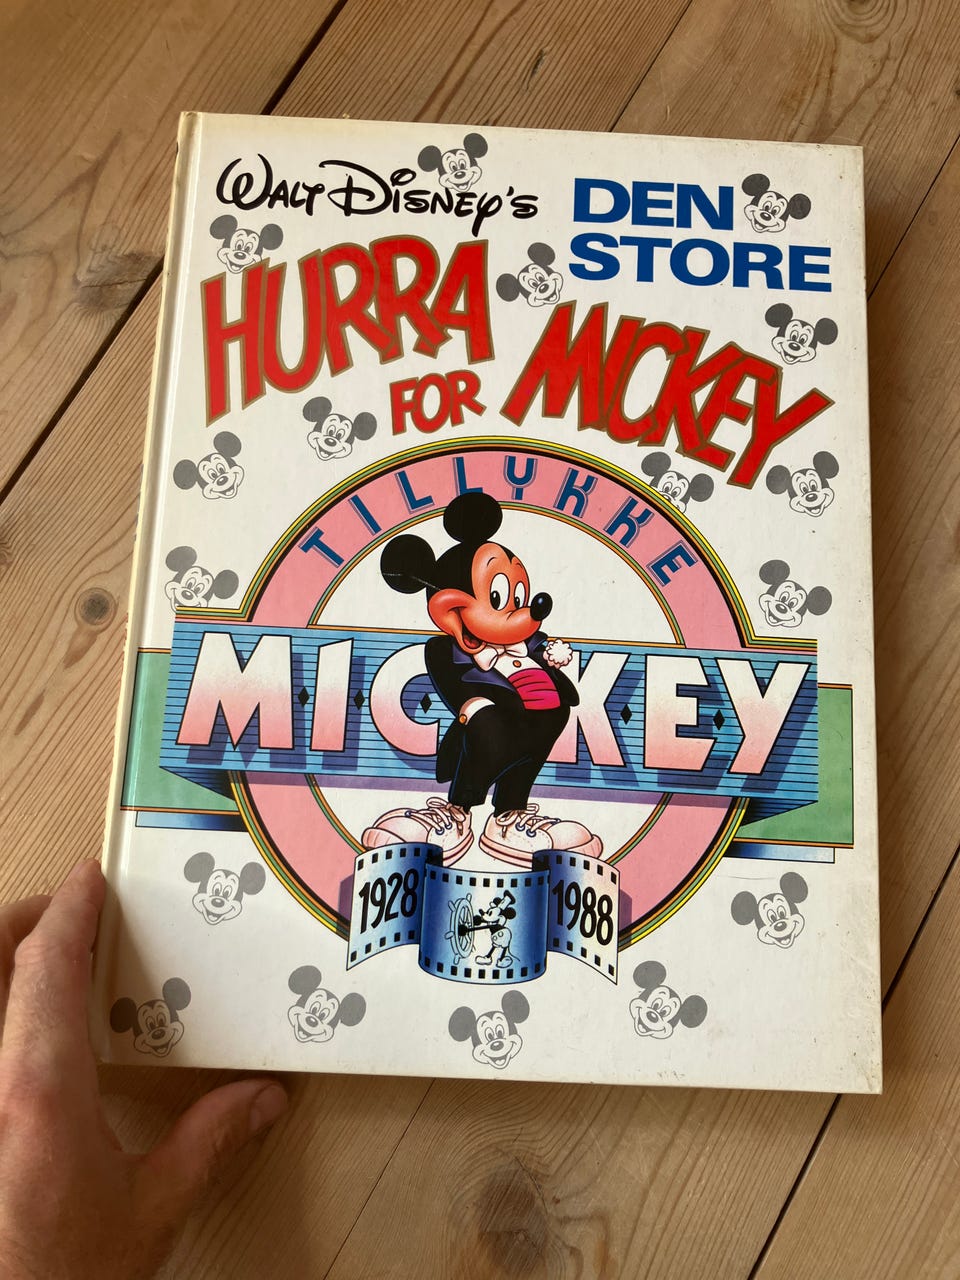 WALT DISNEY'S
DEN
STORE
HURRA
FOR MICKEY
TILLYKKE
MICKEY
1928 1988